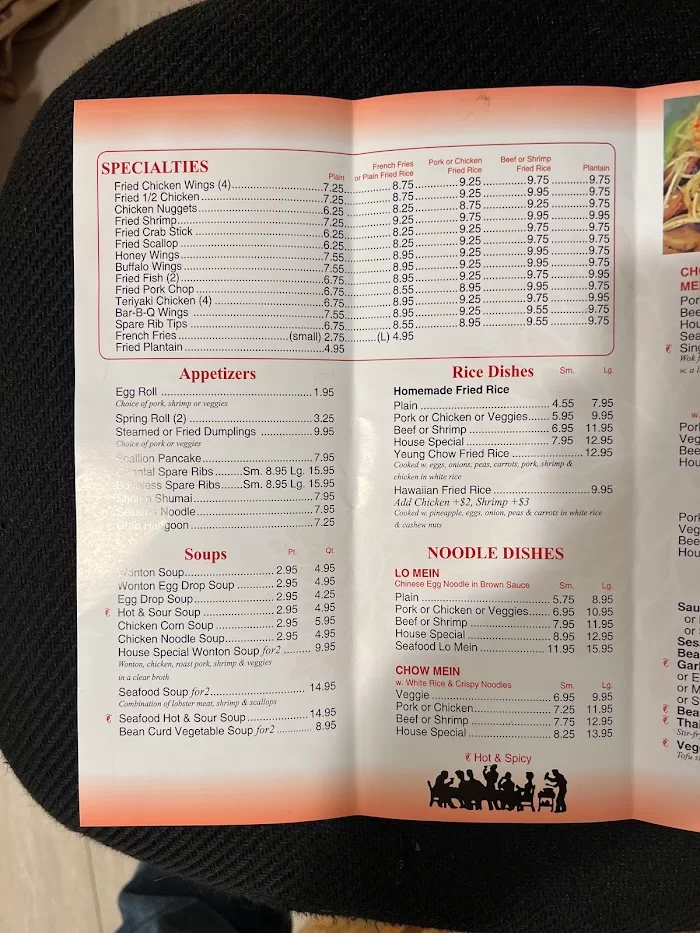 SPECIALTIES
Plain
French Fries
or Plain Fried Rice
Pork or Chicken
Fried Rice
Beef or Shrimp
Fried Rice
Plantain
Fried Chicken Wings (4) 7.25 8.75 9.25 9.75 9.75
Fried 1/2 Chicken 7.25 8.75 9.25 9.95 9.75
Chicken Nuggets 6.25 8.25 8.75 9.75 9.75
Fried Shrimp 7.25 8.75 9.25 9.95 9.95
Fried Crab Stick 6.25 8.25 9.25 9.75 9.75
Fried Scallop 6.25 8.25 9.25 9.75 9.75
Honey Wings 7.55 8.95 9.25 9.95 9.75
Buffalo Wings 7.55 8.95 9.25 9.95 9.75
Fried Fish (2) 6.75 8.95 9.25 9.75 9.95
Fried Pork Chop 6.75 8.55 8.95 9.95 9.75
Teriyaki Chicken (4) 6.75 8.95 9.25 9.75 9.95
Bar-B-Q Wings 7.55 8.95 9.25 9.55 9.75
Spare Rib Tips 6.75 8.55 8.95 9.55 9.75
French Fries (small) 2.75 (L) 4.95
Fried Plantain 4.95
Appetizers
Egg Roll 1.95
Choice of pork, shrimp or veggies
Spring Roll (2) 3.25
Steamed or Fried Dumplings 9.95
Choice of pork or veggies
Scallion Pancake 7.95
Spare Ribs Sm. 8.95 Lg. 15.95
Boneless Spare Ribs Sm. 8.95 Lg. 15.95
Shumai 7.95
Noodle 7.95
7.25
Soups
Pt. Qt.
Wonton Soup 2.95 4.95
Wonton Egg Drop Soup 2.95 4.95
Egg Drop Soup 2.95 4.25
Hot & Sour Soup 2.95 4.95
Chicken Corn Soup 2.95 5.95
Chicken Noodle Soup 2.95 4.95
House Special Wonton Soup for2 9.95
Wonton, chicken, roast pork, shrimp & veggies
in a clear broth
Seafood Soup for2 14.95
Combination of lobster meat, shrimp & scallops
Seafood Hot & Sour Soup 14.95
Bean Curd Vegetable Soup for2 8.95
Rice Dishes
Sm. Lg.
Homemade Fried Rice
Plain 4.55 7.95
Pork or Chicken or Veggies 5.95 9.95
Beef or Shrimp 6.95 11.95
House Special 7.95 12.95
Yeung Chow Fried Rice 12.95
Cooked w. eggs, onions, peas, carrots, pork, shrimp &
chicken in white rice
Hawaiian Fried Rice 9.95
Add Chicken +$2, Shrimp +$3
Cooked w. pineapple, eggs, onion, peas & carrots in white rice
& cashew nuts
NOODLE DISHES
LO MEIN
Chinese Egg Noodle in Brown Sauce Sm. Lg.
Plain 5.75 8.95
Pork or Chicken or Veggies 6.95 10.95
Beef or Shrimp 7.95 11.95
House Special 8.95 12.95
Seafood Lo Mein 11.95 15.95
CHOW MEIN
w. White Rice & Crispy Noodles Sm. Lg.
Veggie 6.95 9.95
Pork or Chicken 7.25 11.95
Beef or Shrimp 7.75 12.95
House Special 8.25 13.95
Hot & Spicy